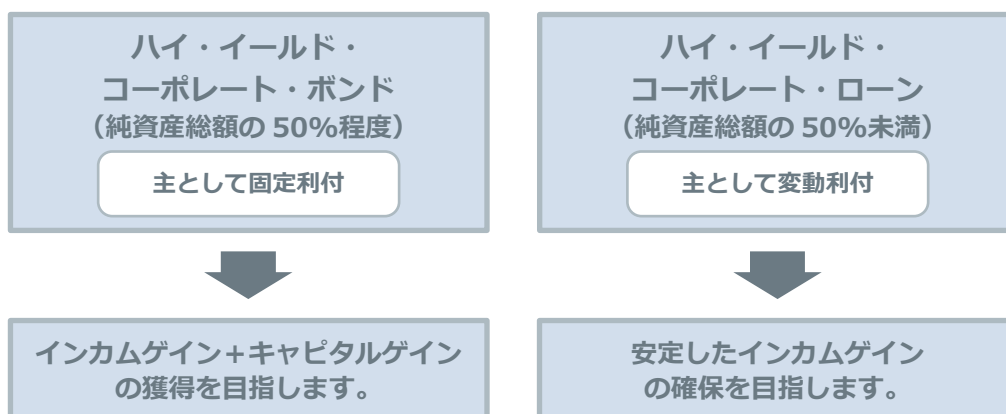 ハイ・イールド・
コーポレート・ボンド
（純資産総額の 50%程度）
主として固定利付
インカムゲイン＋キャピタルゲイン
の獲得を目指します。
ハイ・イールド・
コーポレート・ローン
（純資産総額の 50%未満）
主として変動利付
安定したインカムゲイン
の確保を目指します。